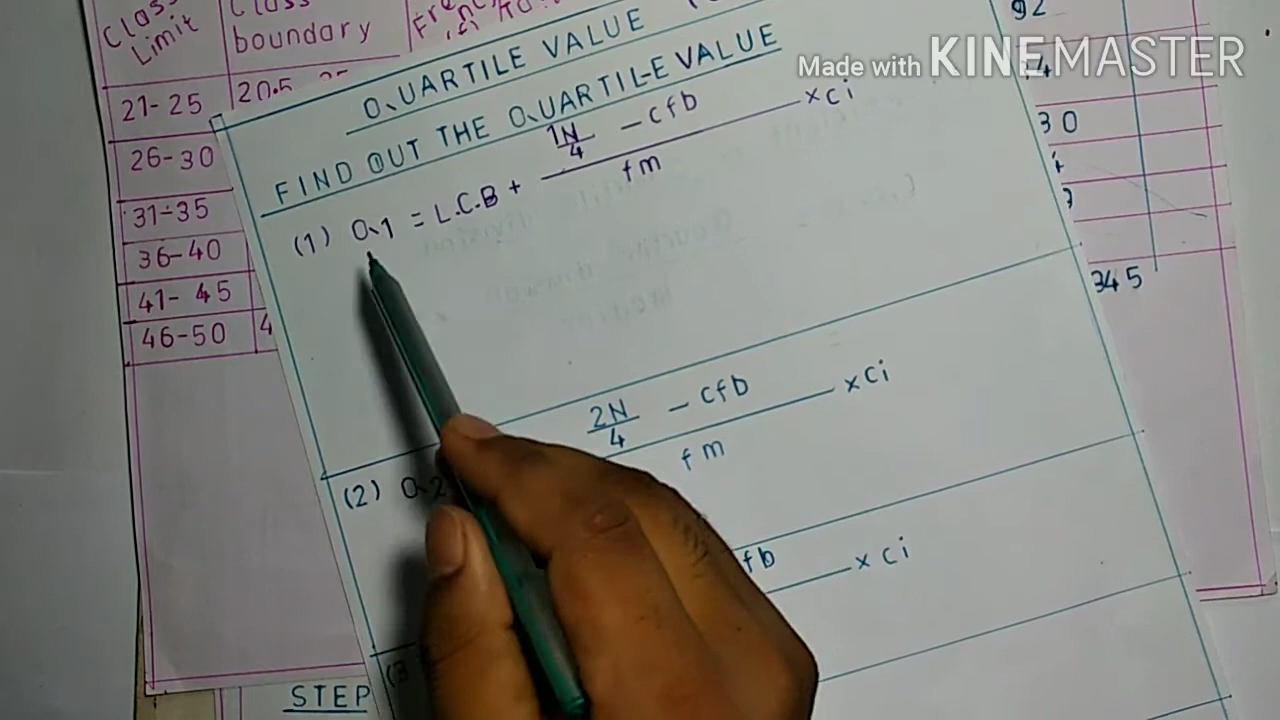 Made with KINEMASTER
Class Limit
Class boundary
21-25 20.5
26-30
31-35
36-40
41-45
46-50 4
QUARTILE VALUE
FIND OUT THE QUARTILE VALUE
(1) Q1 = L.C.B + 1N/4 - cfb / fm × ci
(2) Q2 2N/4 - cfb / fm × ci
(3 fb × ci
92
30
345
STEP